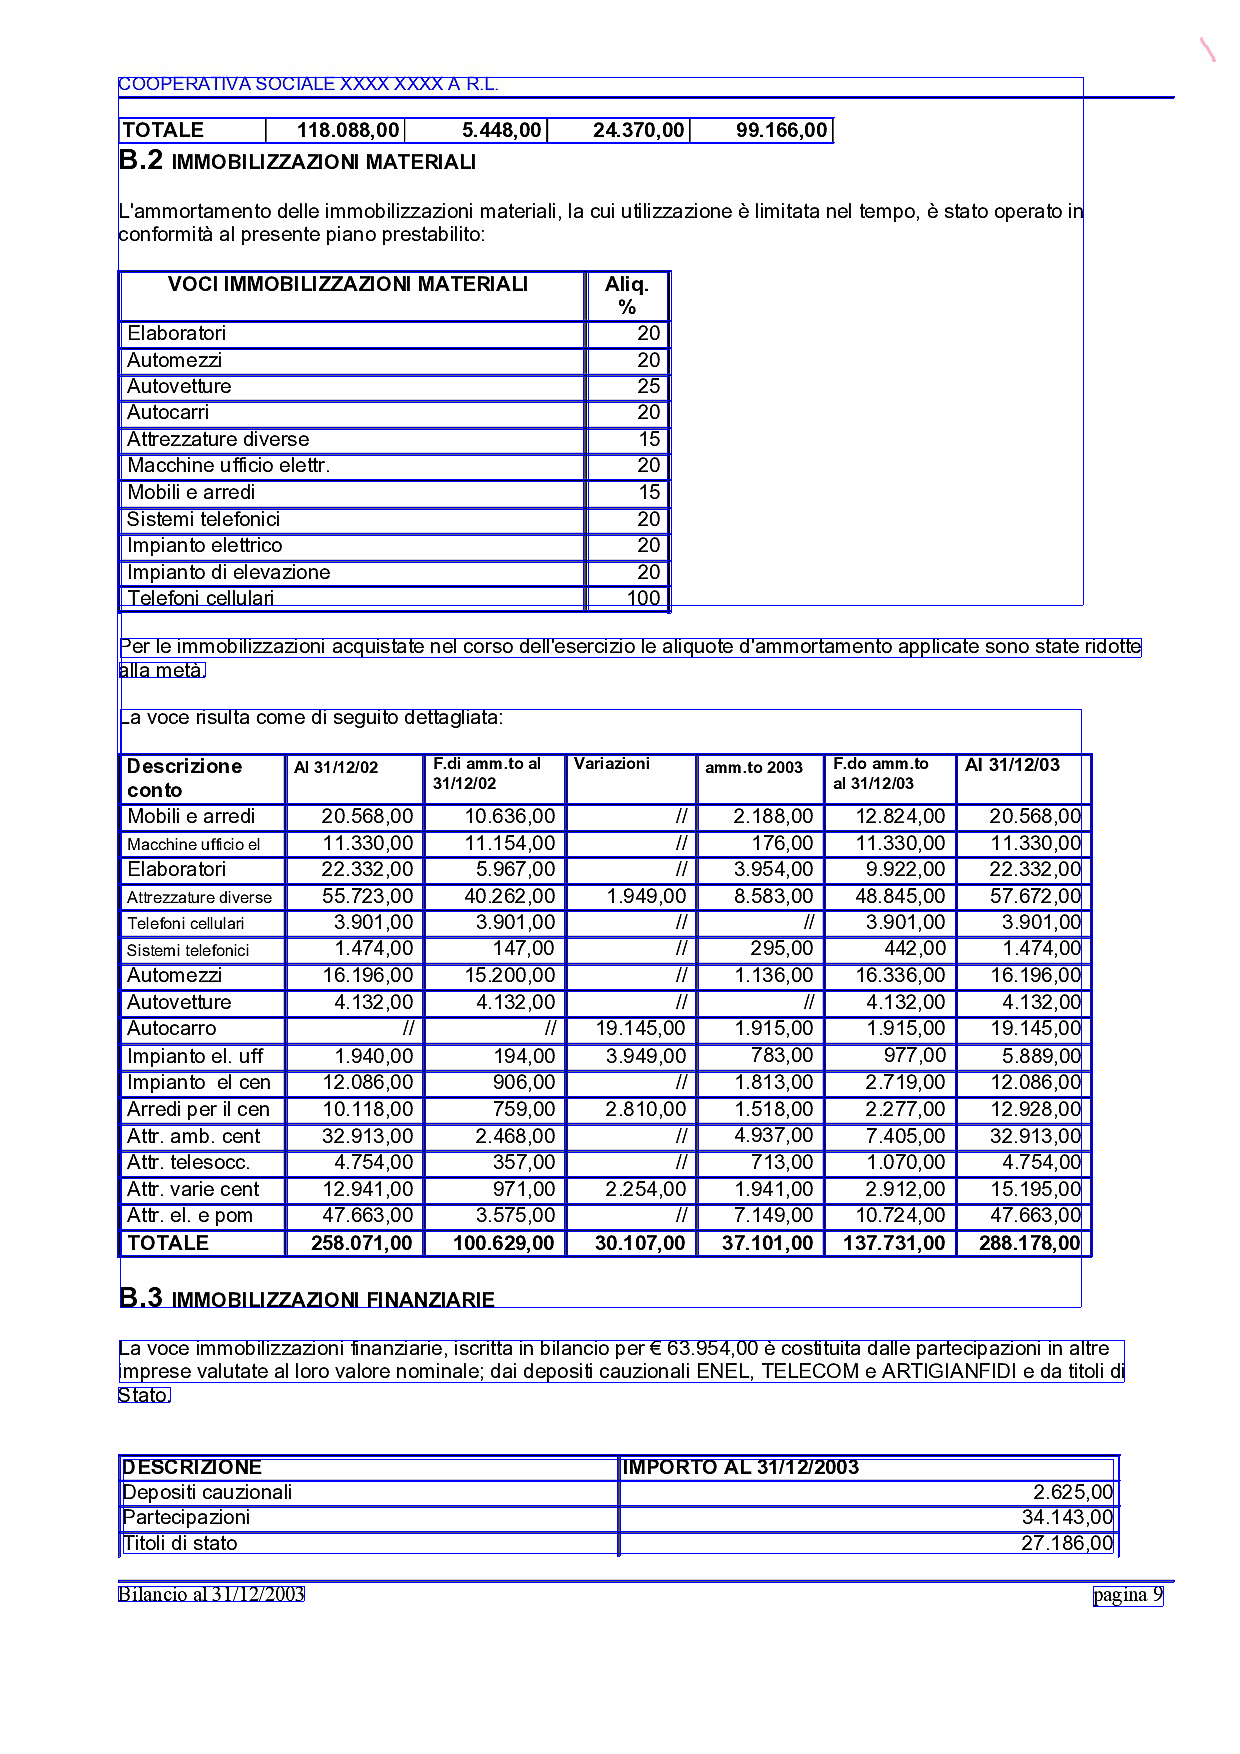 COOPERATIVA SOCIALE XXXX XXXX A R.L.
TOTALE 118.088,00 5.448,00 24.370,00 99.166,00
B.2 IMMOBILIZZAZIONI MATERIALI
L'ammortamento delle immobilizzazioni materiali, la cui utilizzazione è limitata nel tempo, è stato operato in
conformità al presente piano prestabilito:
VOCI IMMOBILIZZAZIONI MATERIALI Aliq.
%
Elaboratori 20
Automezzi 20
Autovetture 25
Autocarri 20
Attrezzature diverse 15
Macchine ufficio elettr. 20
Mobili e arredi 15
Sistemi telefonici 20
Impianto elettrico 20
Impianto di elevazione 20
Telefoni cellulari 100
Per le immobilizzazioni acquistate nel corso dell'esercizio le aliquote d'ammortamento applicate sono state ridotte
alla metà.
La voce risulta come di seguito dettagliata:
Descrizione Al 31/12/02 F.di amm.to al Variazioni amm.to 2003 F.do amm.to Al 31/12/03
conto 31/12/02 al 31/12/03
Mobili e arredi 20.568,00 10.636,00 // 2.188,00 12.824,00 20.568,00
Macchine ufficio el 11.330,00 11.154,00 // 176,00 11.330,00 11.330,00
Elaboratori 22.332,00 5.967,00 // 3.954,00 9.922,00 22.332,00
Attrezzature diverse 55.723,00 40.262,00 1.949,00 8.583,00 48.845,00 57.672,00
Telefoni cellulari 3.901,00 3.901,00 // // 3.901,00 3.901,00
Sistemi telefonici 1.474,00 147,00 // 295,00 442,00 1.474,00
Automezzi 16.196,00 15.200,00 // 1.136,00 16.336,00 16.196,00
Autovetture 4.132,00 4.132,00 // // 4.132,00 4.132,00
Autocarro // // 19.145,00 1.915,00 1.915,00 19.145,00
Impianto el. uff 1.940,00 194,00 3.949,00 783,00 977,00 5.889,00
Impianto el cen 12.086,00 906,00 // 1.813,00 2.719,00 12.086,00
Arredi per il cen 10.118,00 759,00 2.810,00 1.518,00 2.277,00 12.928,00
Attr. amb. cent 32.913,00 2.468,00 // 4.937,00 7.405,00 32.913,00
Attr. telesocc. 4.754,00 357,00 // 713,00 1.070,00 4.754,00
Attr. varie cent 12.941,00 971,00 2.254,00 1.941,00 2.912,00 15.195,00
Attr. el. e pom 47.663,00 3.575,00 // 7.149,00 10.724,00 47.663,00
TOTALE 258.071,00 100.629,00 30.107,00 37.101,00 137.731,00 288.178,00
B.3 IMMOBILIZZAZIONI FINANZIARIE
La voce immobilizzazioni finanziarie, iscritta in bilancio per € 63.954,00 è costituita dalle partecipazioni in altre
imprese valutate al loro valore nominale; dai depositi cauzionali ENEL, TELECOM e ARTIGIANFIDI e da titoli di
Stato.
DESCRIZIONE IMPORTO AL 31/12/2003
Depositi cauzionali 2.625,00
Partecipazioni 34.143,00
Titoli di stato 27.186,00
Bilancio al 31/12/2003 pagina 9